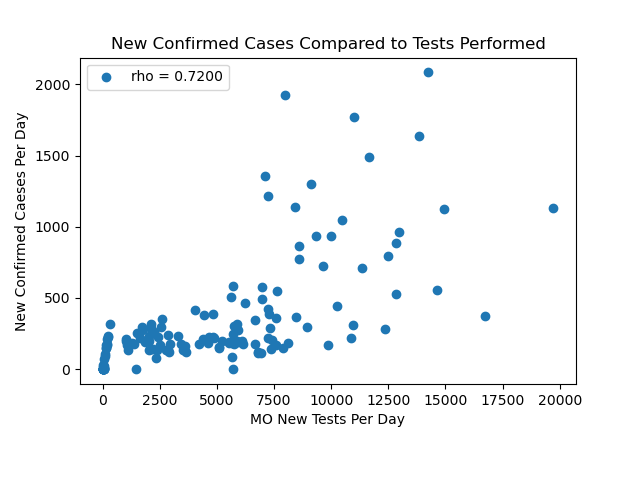 New Confirmed Cases Compared to Tests Performed
rho = 0.7200
New Confirmed Caeses Per Day
2000
1500
1000
500
0
0 2500 5000 7500 10000 12500 15000 17500 20000
MO New Tests Per Day